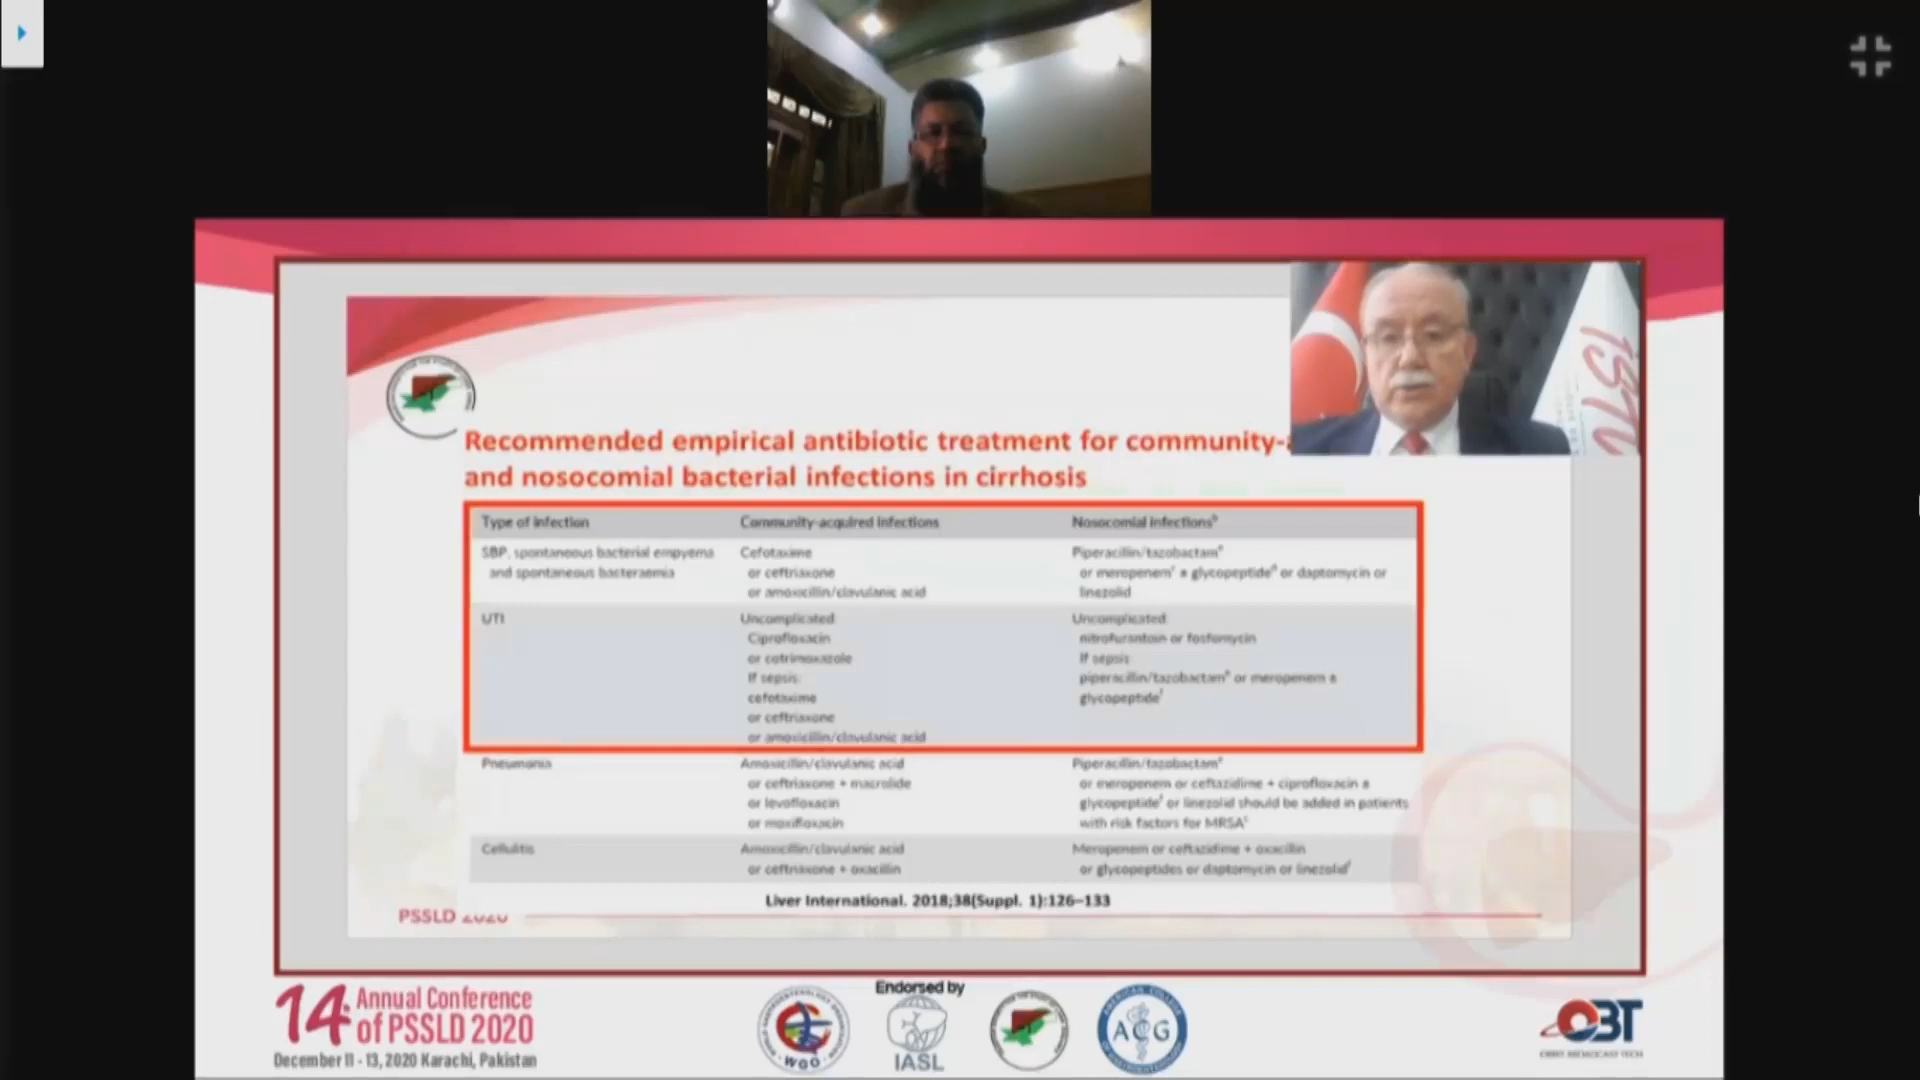 Recommended empirical antibiotic treatment for community-
and nosocomial bacterial infections in cirrhosis
Type of infection Community-acquired infections Nosocomial infections
SBP, spontaneous bacterial empyema Cefotaxime Piperacillin/tazobactam
and spontaneous bacteraemia or ceftriaxone or meropenem ± glycopeptide or daptomycin or
or amoxicillin/clavulanic acid linezolid
UTI Uncomplicated: Uncomplicated:
Ciprofloxacin nitrofurantoin or fosfomycin
or cotrimoxazole If sepsis:
If sepsis: piperacillin/tazobactam or meropenem ±
cefotaxime glycopeptide
or ceftriaxone
or amoxicillin/clavulanic acid
Pneumonia Amoxicillin/clavulanic acid Piperacillin/tazobactam
or ceftriaxone + macrolide or meropenem or ceftazidime + ciprofloxacin ±
or levofloxacin glycopeptide or linezolid should be added in patients
or moxifloxacin with risk factors for MRSA
Cellulitis Amoxicillin/clavulanic acid Meropenem or ceftazidime + oxacillin
or ceftriaxone + oxacillin or glycopeptides or daptomycin or linezolid
Liver International. 2018;38(Suppl. 1):126–133
PSSLD 2020
14th Annual Conference
of PSSLD 2020
December 11 - 13, 2020 Karachi, Pakistan
Endorsed by
WGO
IASL
ACG
OBT
ORBIT BROADCAST TECH